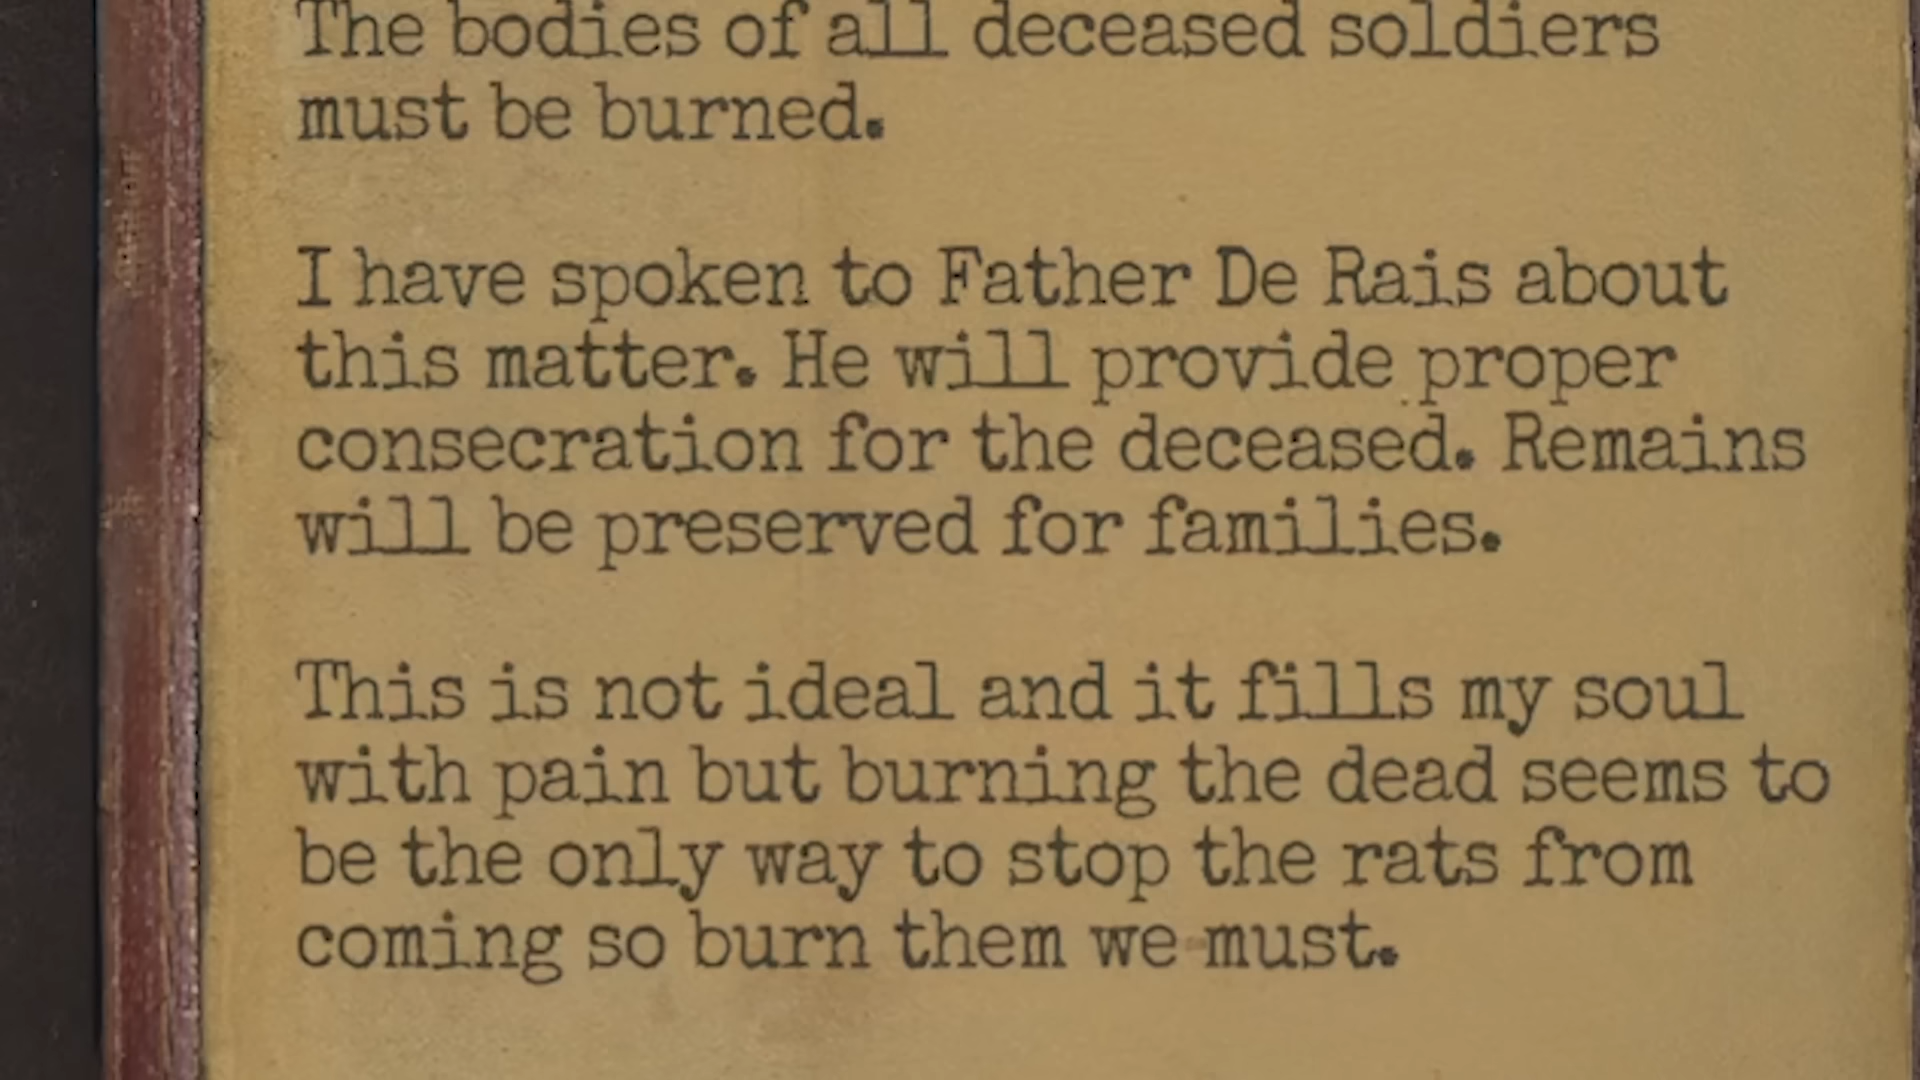 The bodies of all deceased soldiers
must be burned.
I have spoken to Father De Rais about
this matter. He will provide proper
consecration for the deceased. Remains
will be preserved for families.
This is not ideal and it fills my soul
with pain but burning the dead seems to
be the only way to stop the rats from
coming so burn them we must.